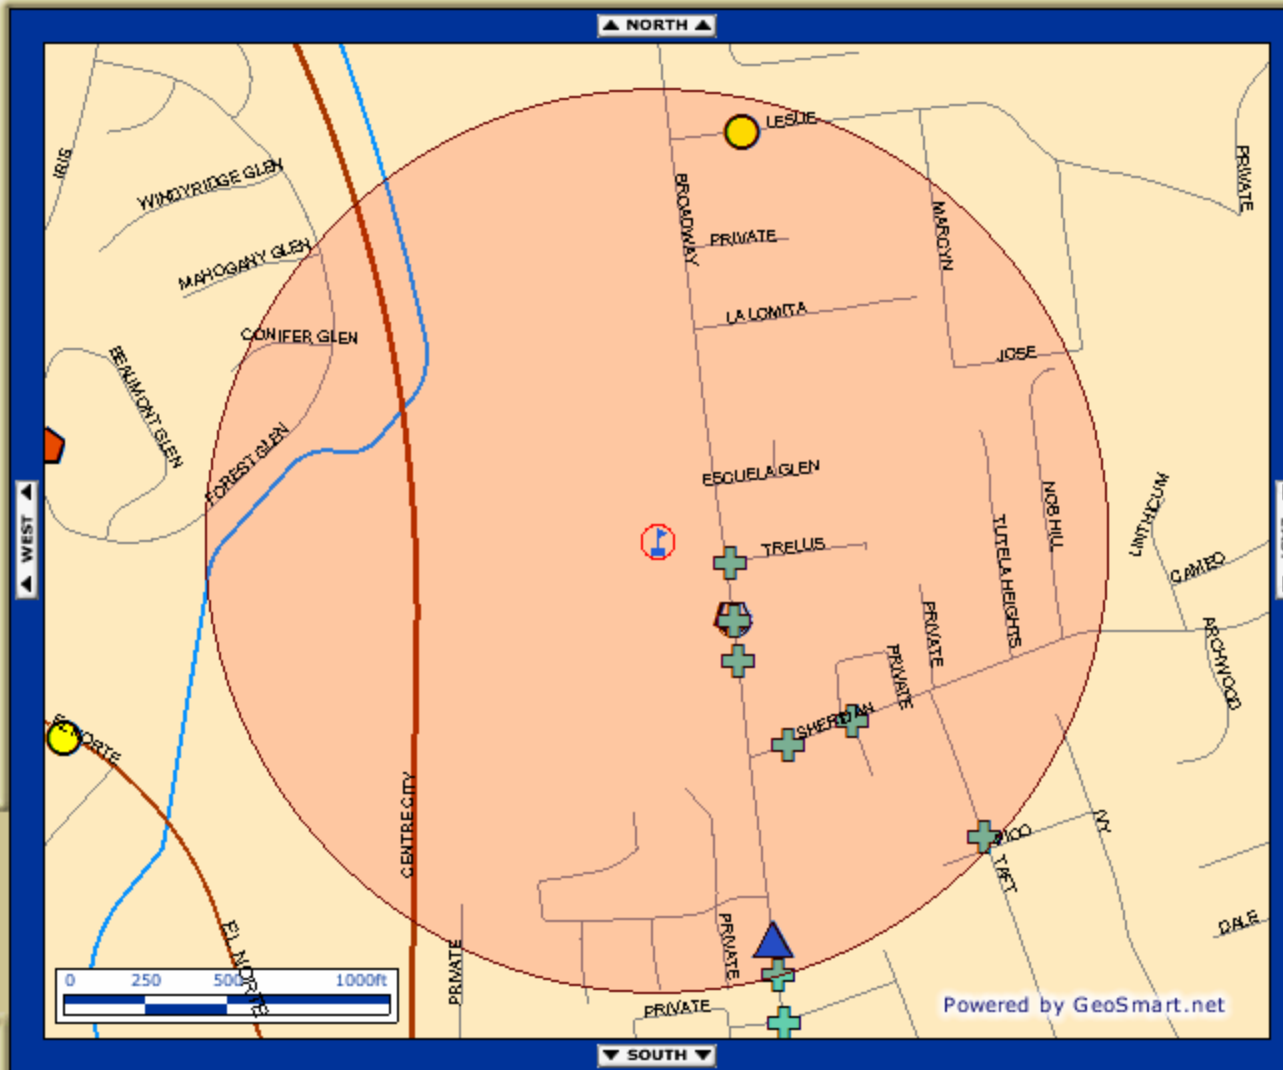 ▲ NORTH ▲
LESLIE
IRIS
WINDYRIDGE GLEN
PRIVATE
BROADWAY
MARCYN
PRIVATE
MAHOGANY GLEN
LA LOMITA
CONIFER GLEN
JOSE
BEAUMONT GLEN
FOREST GLEN
ESCUELA GLEN
NOB HILL
LINTHICUM
▲ WEST ▲
TRELLIS
TUTELA HEIGHTS
CAMEO
PRIVATE
PRIVATE
ARCHWOOD
SHERIDAN
EL NORTE
CENTRE CITY
IVY
TAFT
DALE
EL NORTE
PRIVATE
PRIVATE
0 250 500 1000ft
PRIVATE
Powered by GeoSmart.net
▼ SOUTH ▼